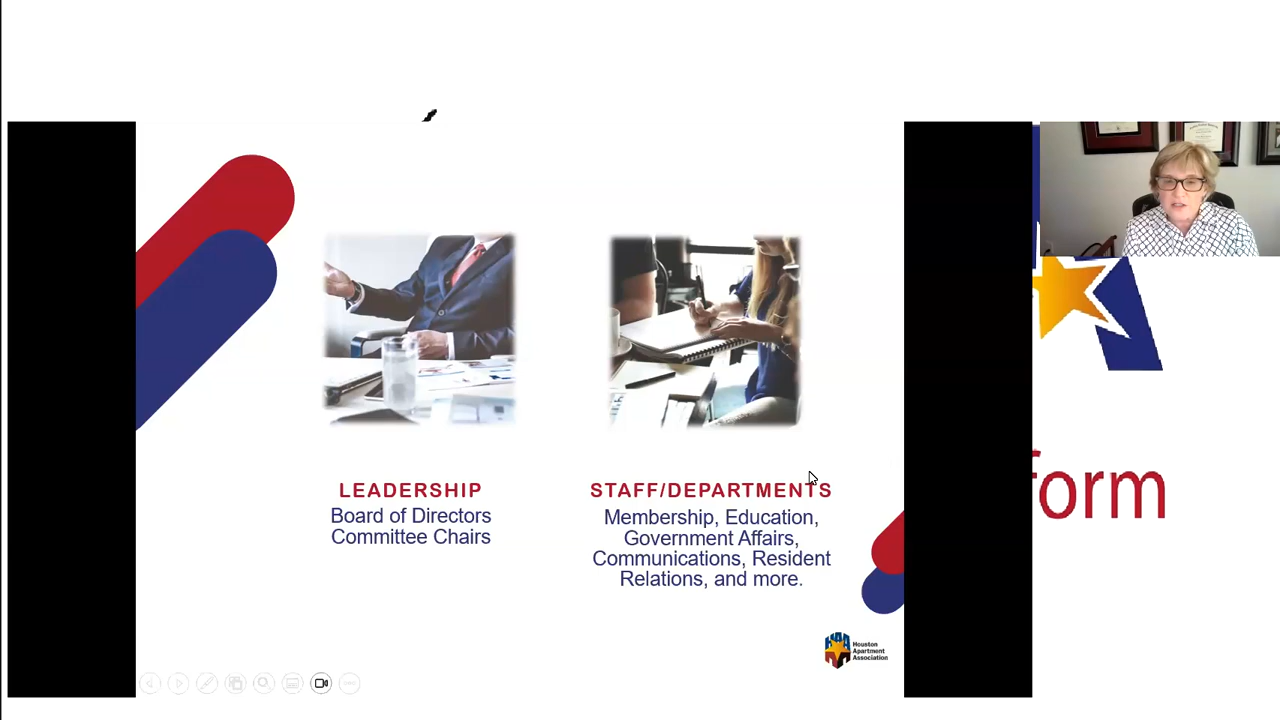 LEADERSHIP
Board of Directors
Committee Chairs
STAFF/DEPARTMENTS
Membership, Education,
Government Affairs,
Communications, Resident
Relations, and more.
Houston
Apartment
Association
form